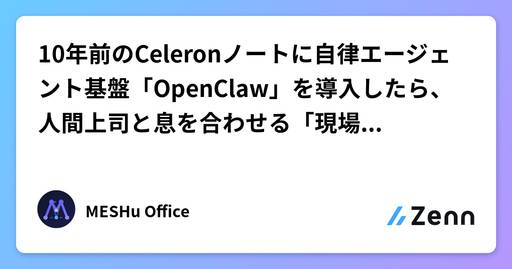 10年前のCeleronノートに自律エージェ
ント基盤「OpenClaw」を導入したら、
人間上司と息を合わせる「現場...
MESHu Office
Zenn